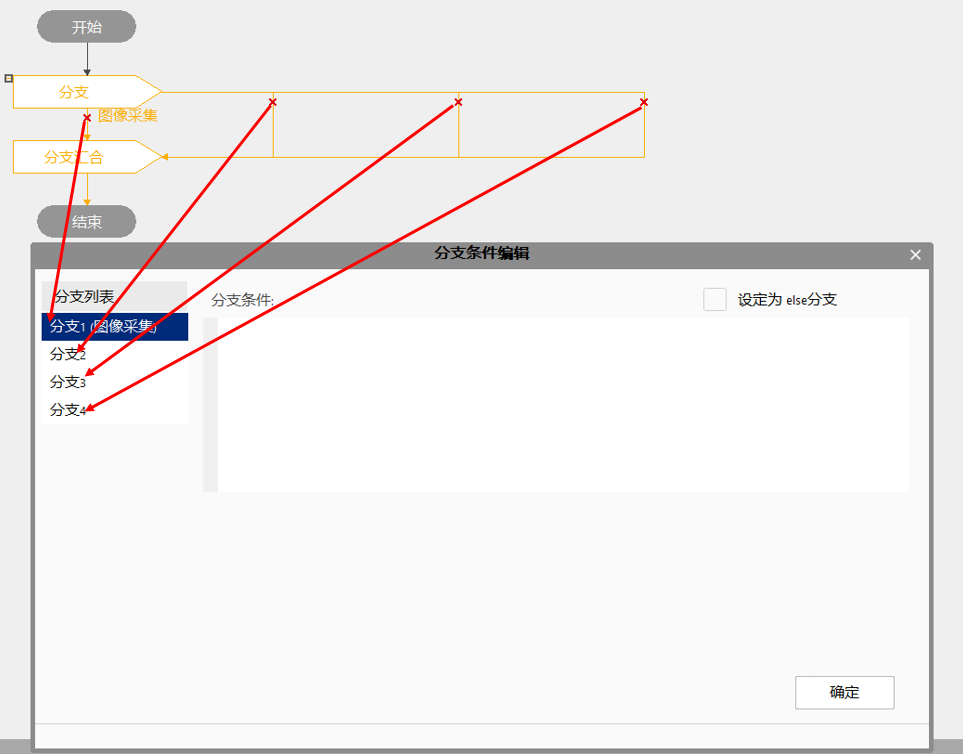 开始
分支
图像采集
分支汇合
结束
分支条件编辑
分支列表
分支条件:
设定为 else分支
分支1 (图像采集)
分支2
分支3
分支4
确定